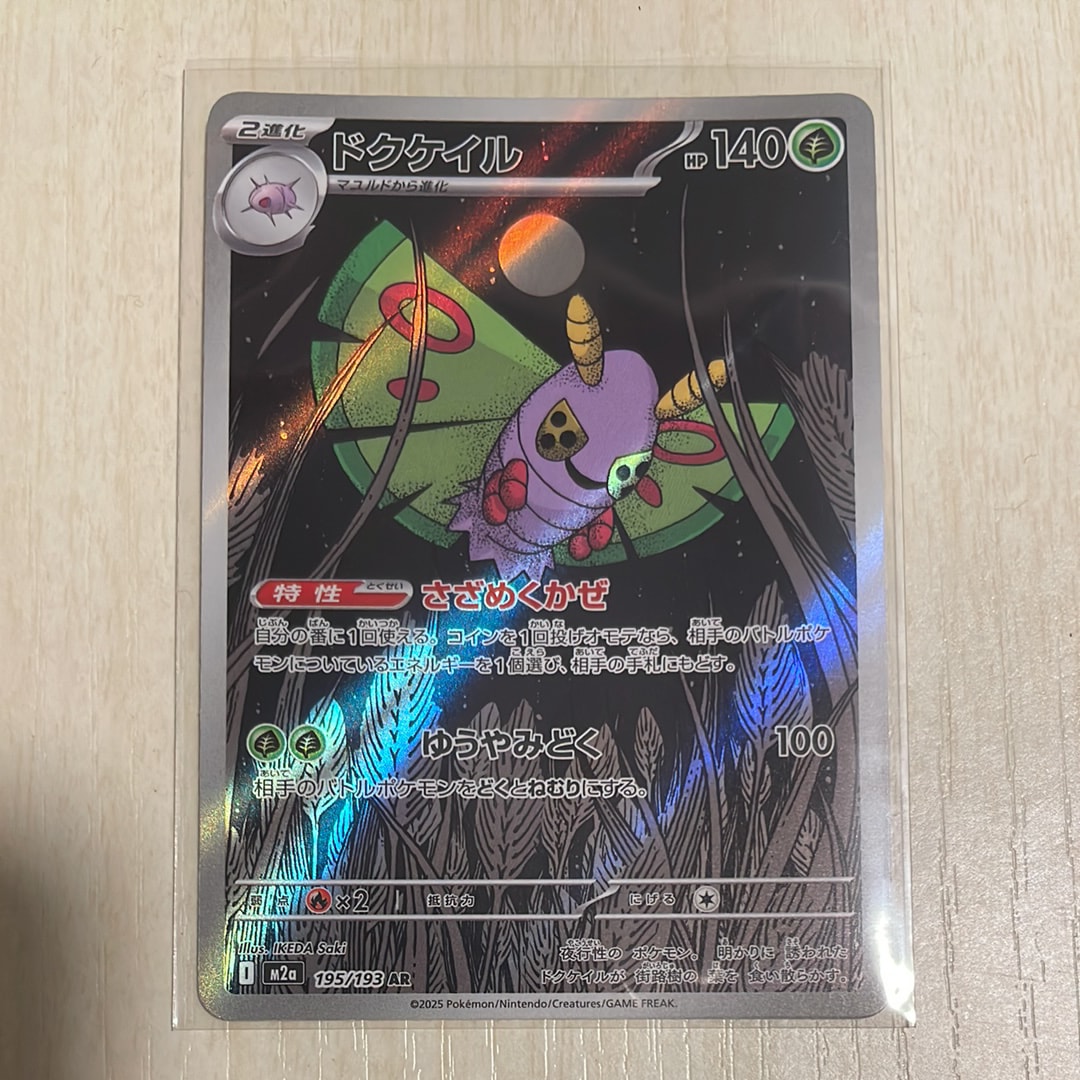 2進化
ドクケイル
HP 140
マユルドから進化
特性 とくせい さざめくかぜ
自分の番に1回使える。コインを1回投げオモテなら、相手のバトルポケ
モンについているエネルギーを1個選び、相手の手札にもどす。
ゆうやみどく 100
相手のバトルポケモンをどくとねむりにする。
弱点 ×2 抵抗力 にげる
Illus. IKEDA Saki
I m2a 195/193 AR
夜行性の ポケモン。 明かりに 誘われた
ドクケイルが 街路樹の 葉を 食い散らかす。
©2025 Pokémon/Nintendo/Creatures/GAME FREAK.